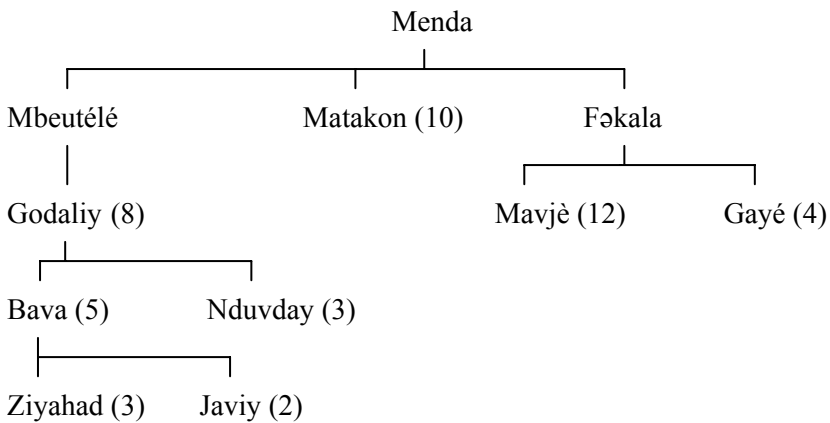 Menda
Mbeutélé Matakon (10) Fəkala
Godaliy (8) Mavjè (12) Gayé (4)
Bava (5) Nduvday (3)
Ziyahad (3) Javiy (2)